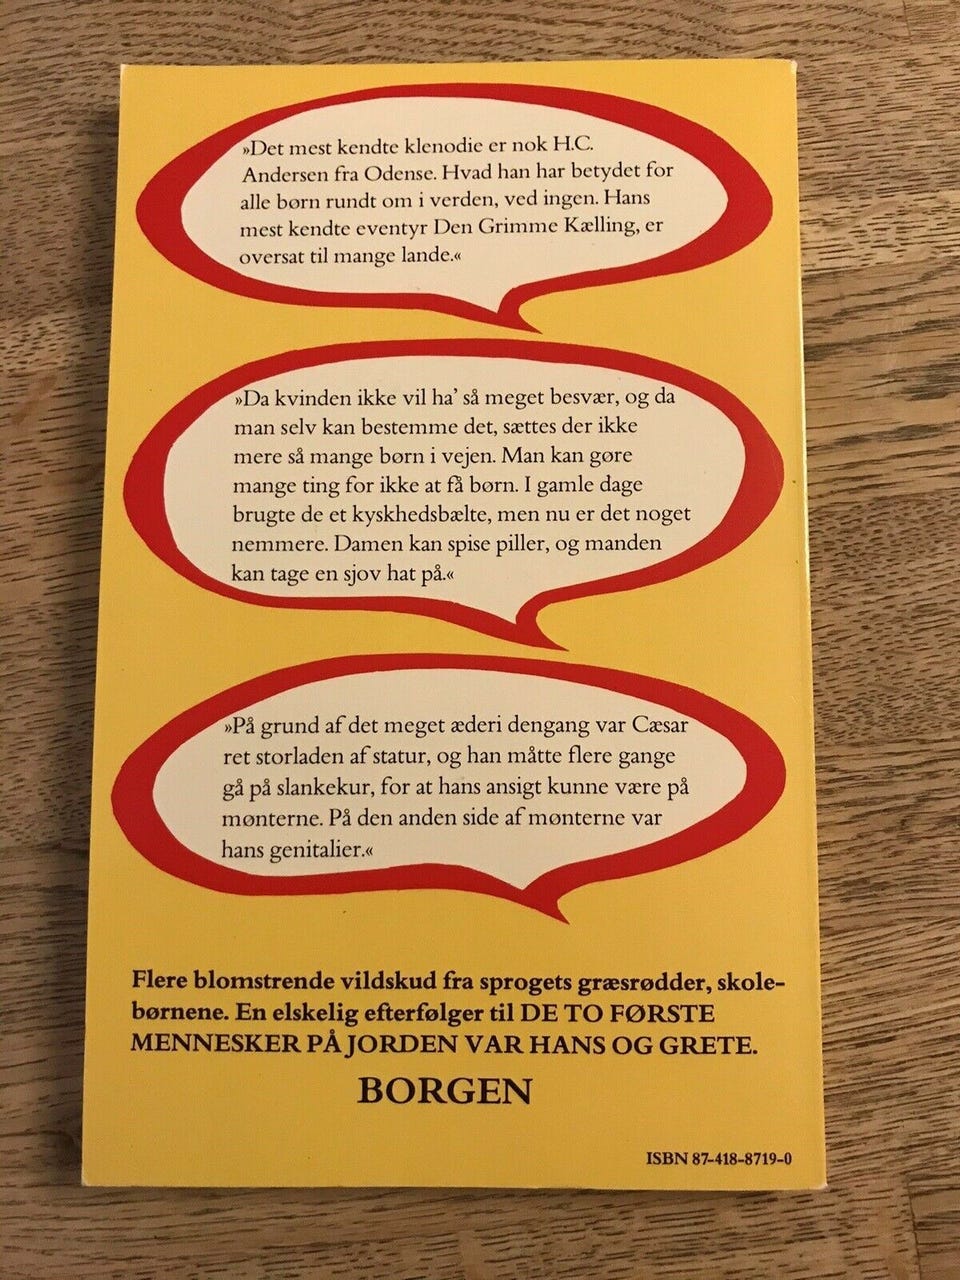 »Det mest kendte klenodie er nok H.C.
Andersen fra Odense. Hvad han har betydet for
alle børn rundt om i verden, ved ingen. Hans
mest kendte eventyr Den Grimme Kælling, er
oversat til mange lande.«
»Da kvinden ikke vil ha' så meget besvær, og da
man selv kan bestemme det, sættes der ikke
mere så mange børn i vejen. Man kan gøre
mange ting for ikke at få børn. I gamle dage
brugte de et kyskhedsbælte, men nu er det noget
nemmere. Damen kan spise piller, og manden
kan tage en sjov hat på.«
»På grund af det meget æderi dengang var Cæsar
ret storladen af statur, og han måtte flere gange
gå på slankekur, for at hans ansigt kunne være på
mønterne. På den anden side af mønterne var
hans genitalier.«
Flere blomstrende vildskud fra sprogets græsrødder, skole-
børnene. En elskelig efterfølger til DE TO FØRSTE
MENNESKER PÅ JORDEN VAR HANS OG GRETE.
BORGEN
ISBN 87-418-8719-0